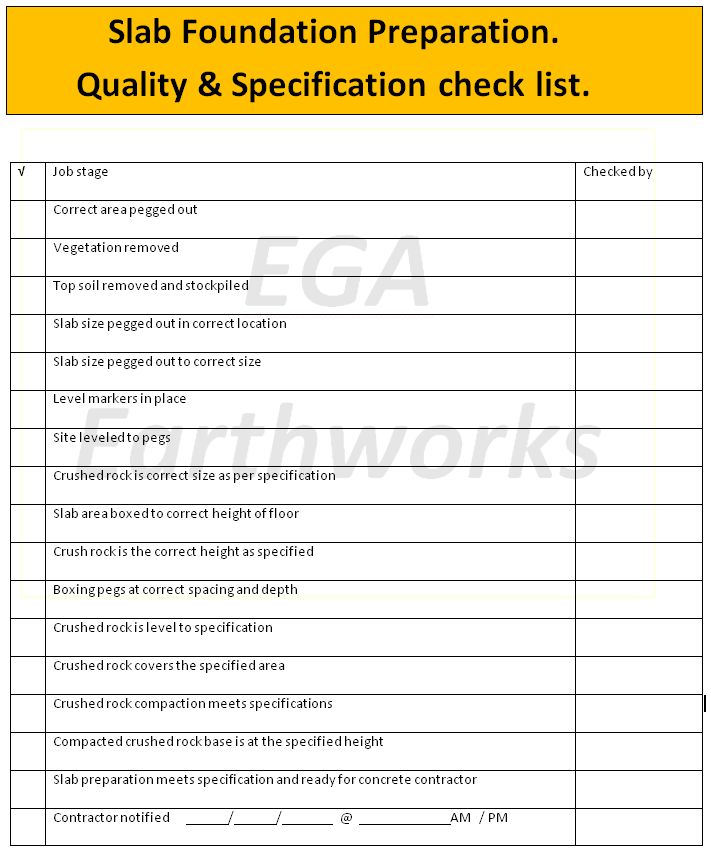 Slab Foundation Preparation.
Quality & Specification check list.
√ Job stage Checked by
Correct area pegged out
Vegetation removed
Top soil removed and stockpiled
Slab size pegged out in correct location
Slab size pegged out to correct size
Level markers in place
Site leveled to pegs
Crushed rock is correct size as per specification
Slab area boxed to correct height of floor
Crush rock is the correct height as specified
Boxing pegs at correct spacing and depth
Crushed rock is level to specification
Crushed rock covers the specified area
Crushed rock compaction meets specifications
Compacted crushed rock base is at the specified height
Slab preparation meets specification and ready for concrete contractor
Contractor notified ______/______/_______ @ _____________AM / PM
EGA
Earthworks